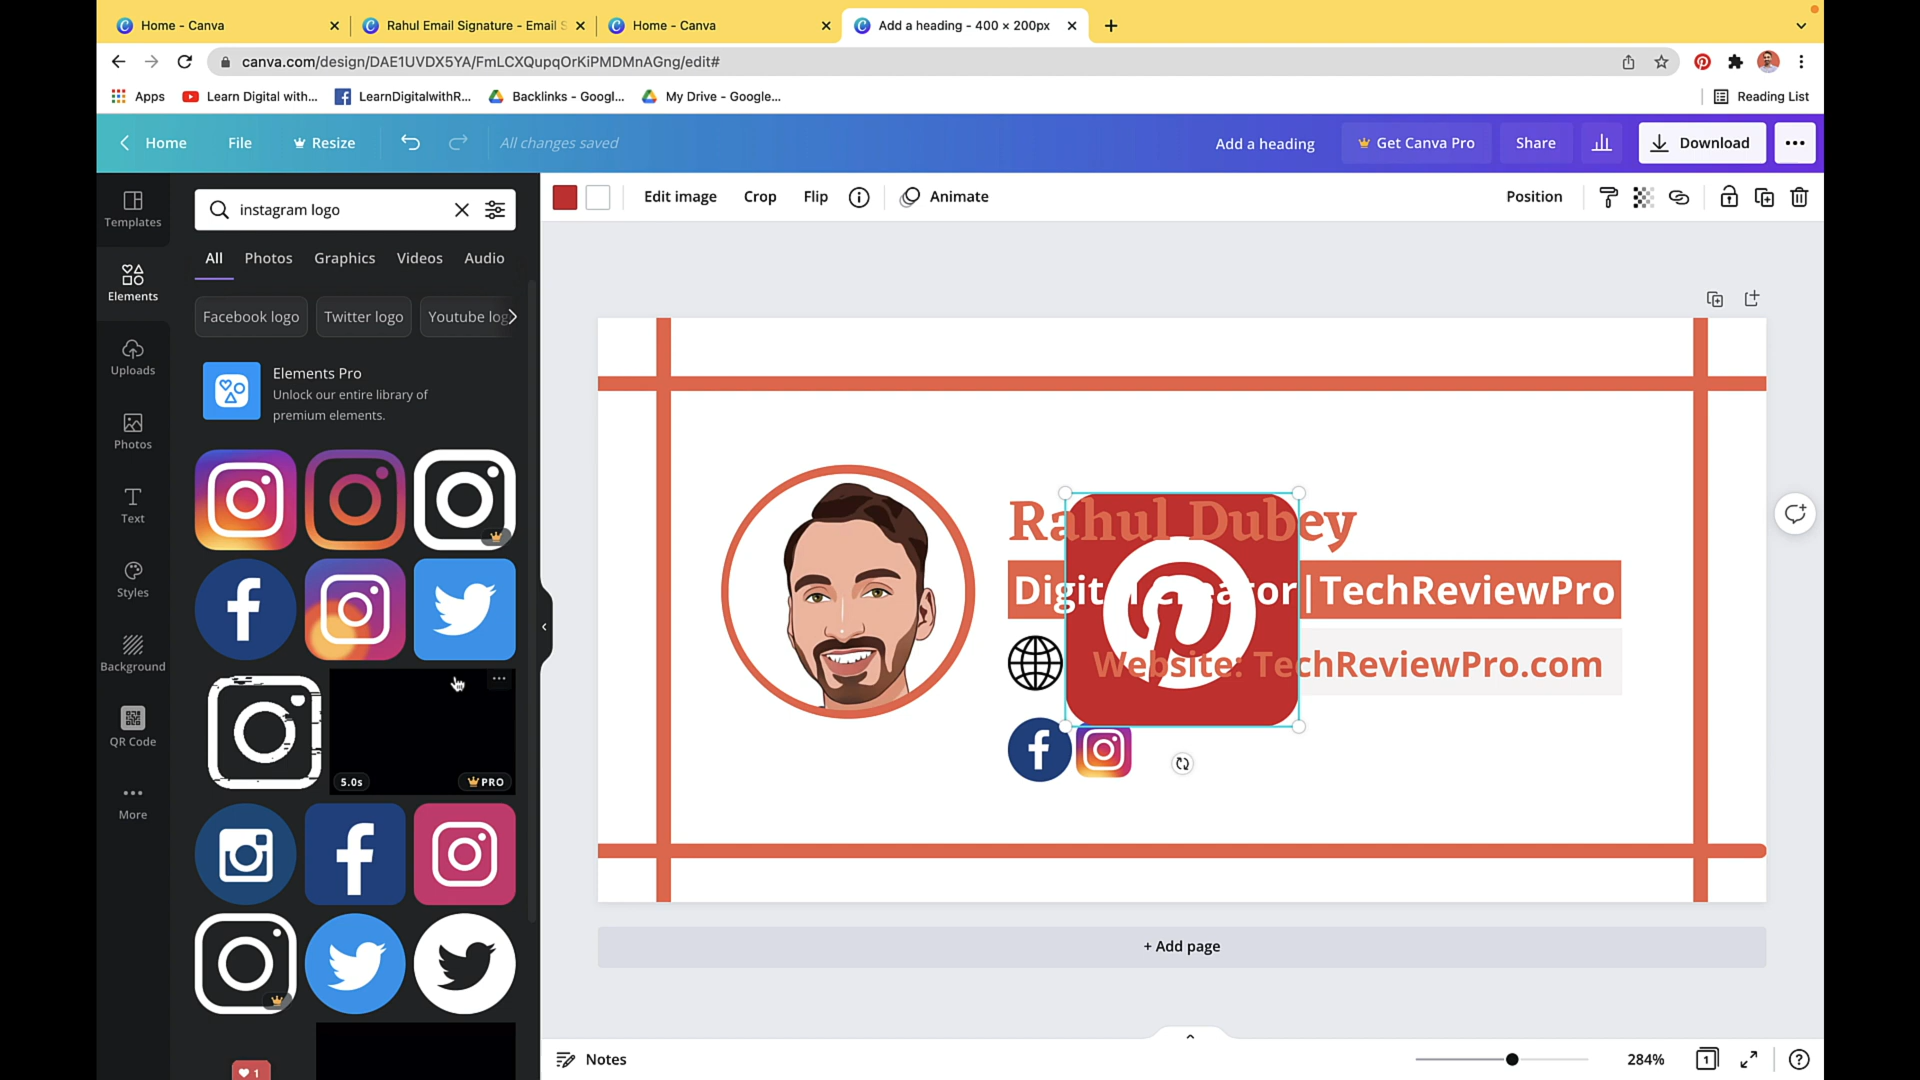 Home - Canva
Rahul Email Signature - Email S
Home - Canva
Add a heading - 400 × 200px
canva.com/design/DAE1UVDX5YA/FmLCXQupqOrKiPMDMnAGng/edit#
Apps
Learn Digital with...
LearnDigitalwithR...
Backlinks - Googl...
My Drive - Google...
Reading List
Home
File
Resize
All changes saved
Add a heading
Get Canva Pro
Share
Download
Templates
Elements
Uploads
Photos
Text
Styles
Background
QR Code
More
instagram logo
All
Photos
Graphics
Videos
Audio
Facebook logo
Twitter logo
Youtube log
Elements Pro
Unlock our entire library of
premium elements.
5.0s
PRO
1
Edit image
Crop
Flip
Animate
Position
Rahul Dubey
Digital Creator|TechReviewPro
Website: TechReviewPro.com
+ Add page
Notes
284%
1